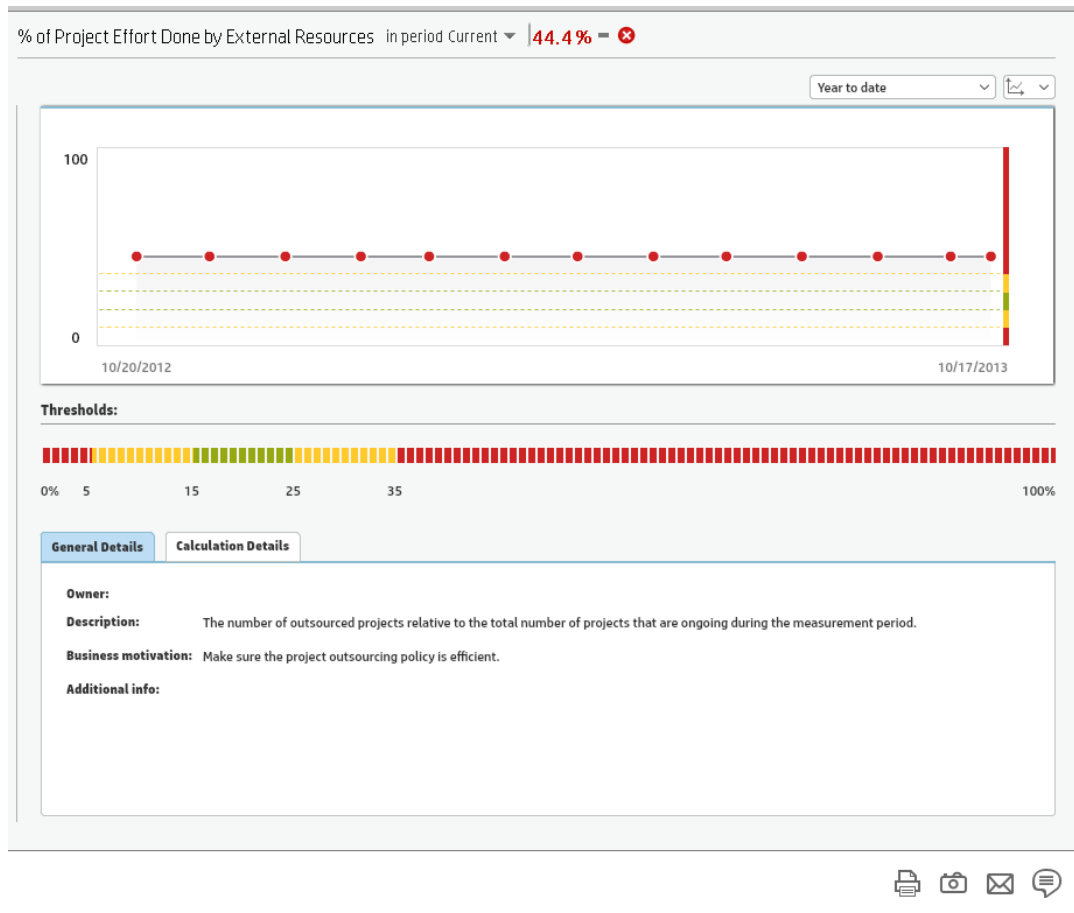 % of Project Effort Done by External Resources in period Current 44.4%
Year to date
100
0
10/20/2012 10/17/2013
Thresholds:
0% 5 15 25 35 100%
General Details Calculation Details
Owner:
Description: The number of outsourced projects relative to the total number of projects that are ongoing during the measurement period.
Business motivation: Make sure the project outsourcing policy is efficient.
Additional info: